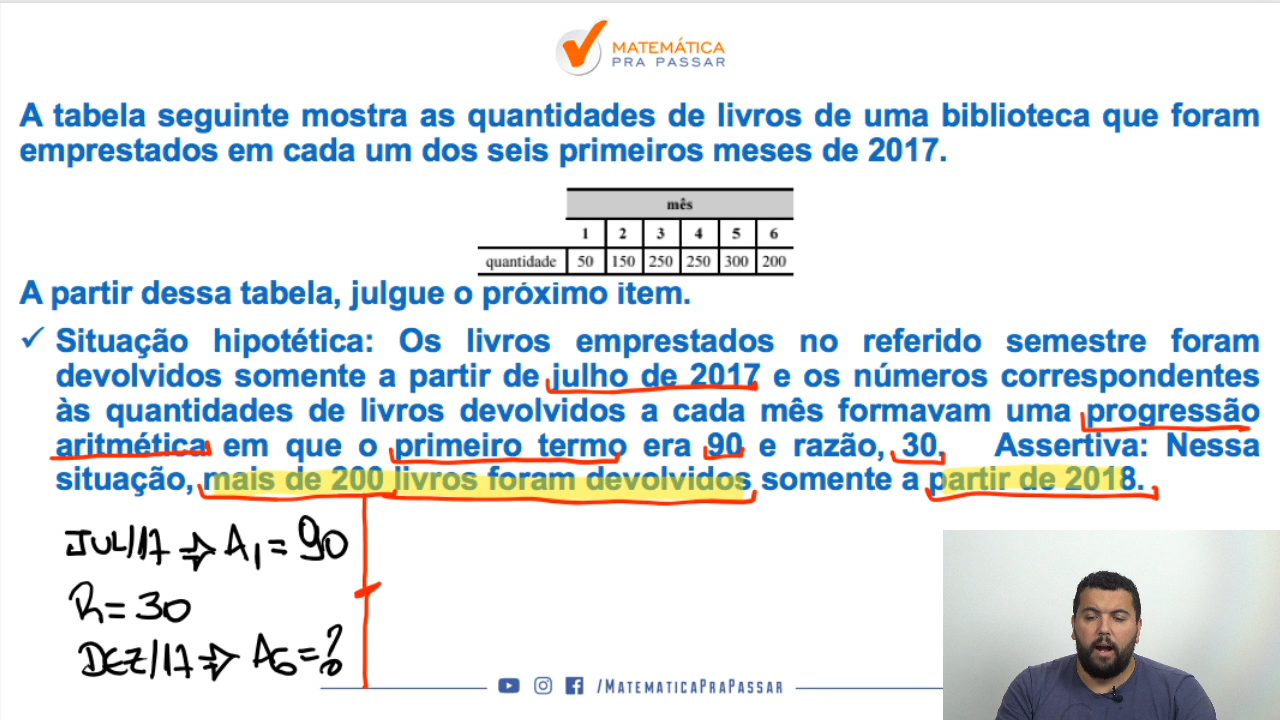 MATEMÁTICA
PRA PASSAR
A tabela seguinte mostra as quantidades de livros de uma biblioteca que foram
emprestados em cada um dos seis primeiros meses de 2017.
mês
1 2 3 4 5 6
quantidade 50 150 250 250 300 200
A partir dessa tabela, julgue o próximo item.
✓ Situação hipotética: Os livros emprestados no referido semestre foram
devolvidos somente a partir de julho de 2017 e os números correspondentes
às quantidades de livros devolvidos a cada mês formavam uma progressão
aritmética em que o primeiro termo era 90 e razão, 30, Assertiva: Nessa
situação, mais de 200 livros foram devolvidos somente a partir de 2018.
JUL/17 ⇒ A1 = 90
R = 30
DEZ/17 ⇒ A6 = ?
/MATEMATICAPRAPASSAR